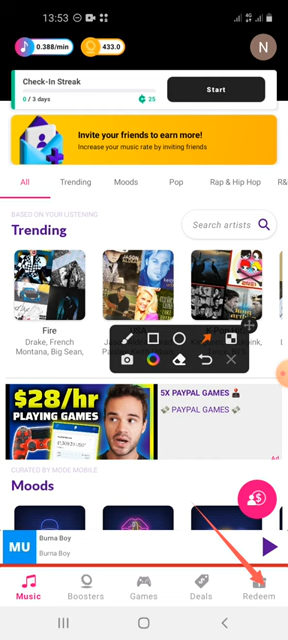 13:53
4G
0.388/min
433.0
N
Check-In Streak
0 / 3 days
25
Start
Invite your friends to earn more!
Increase your music rate by inviting friends
All
Trending
Moods
Pop
Rap & Hip Hop
R&
BASED ON YOUR LISTENING
Trending
Search artists
Fire
Drake, French
Montana, Big Sean,
$28/hr
PLAYING GAMES
5X PAYPAL GAMES
PAYPAL GAMES
Ad
CURATED BY MODE MOBILE
Moods
MU
Burna Boy
Burna Boy
Music
Boosters
Games
Deals
Redeem